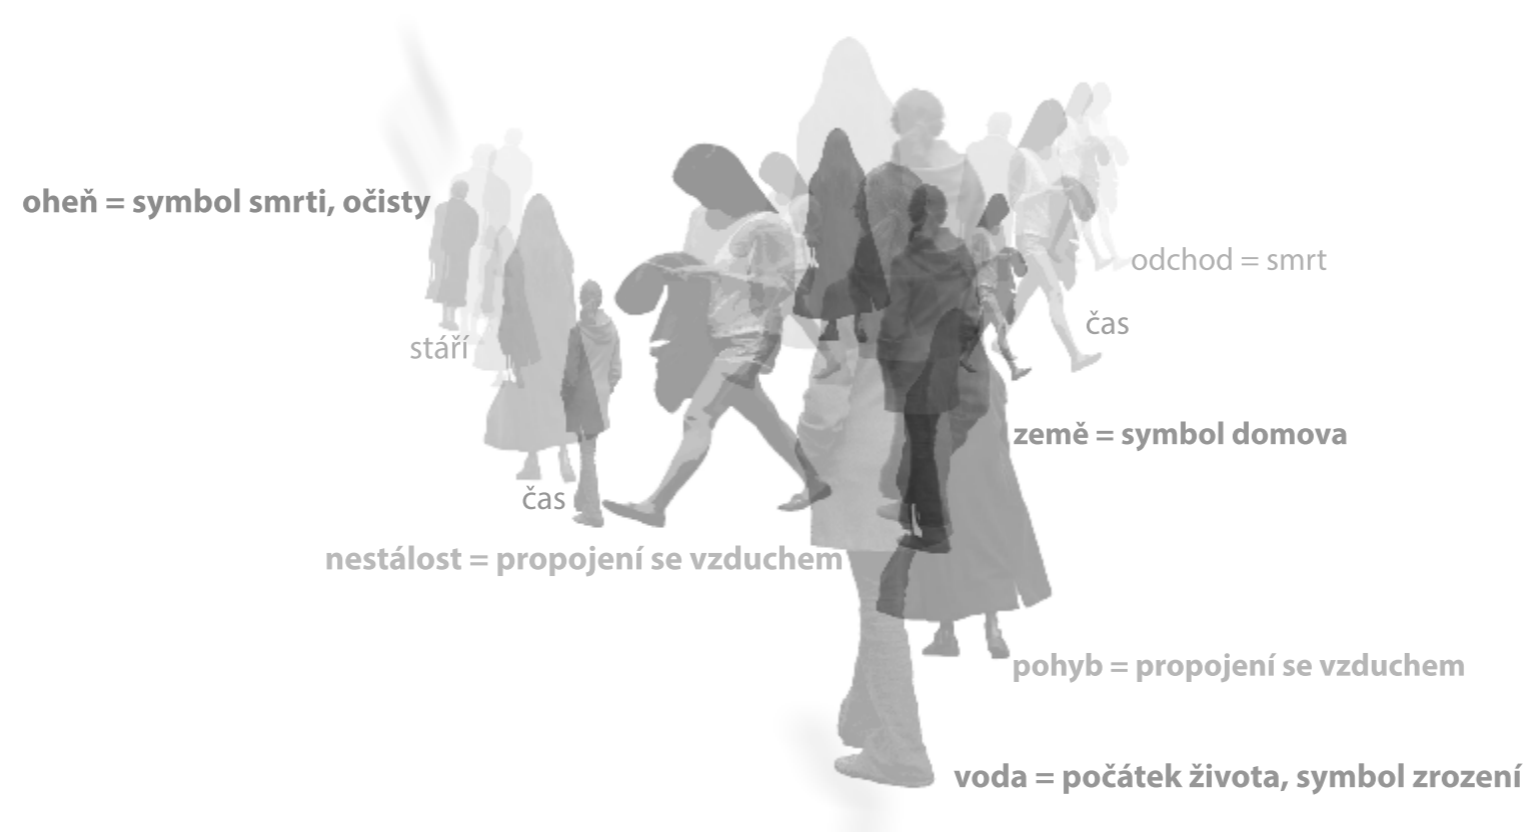 oheň = symbol smrti, očisty
odchod = smrt
čas
stáří
země = symbol domova
čas
nestálost = propojení se vzduchem
pohyb = propojení se vzduchem
voda = počátek života, symbol zrození